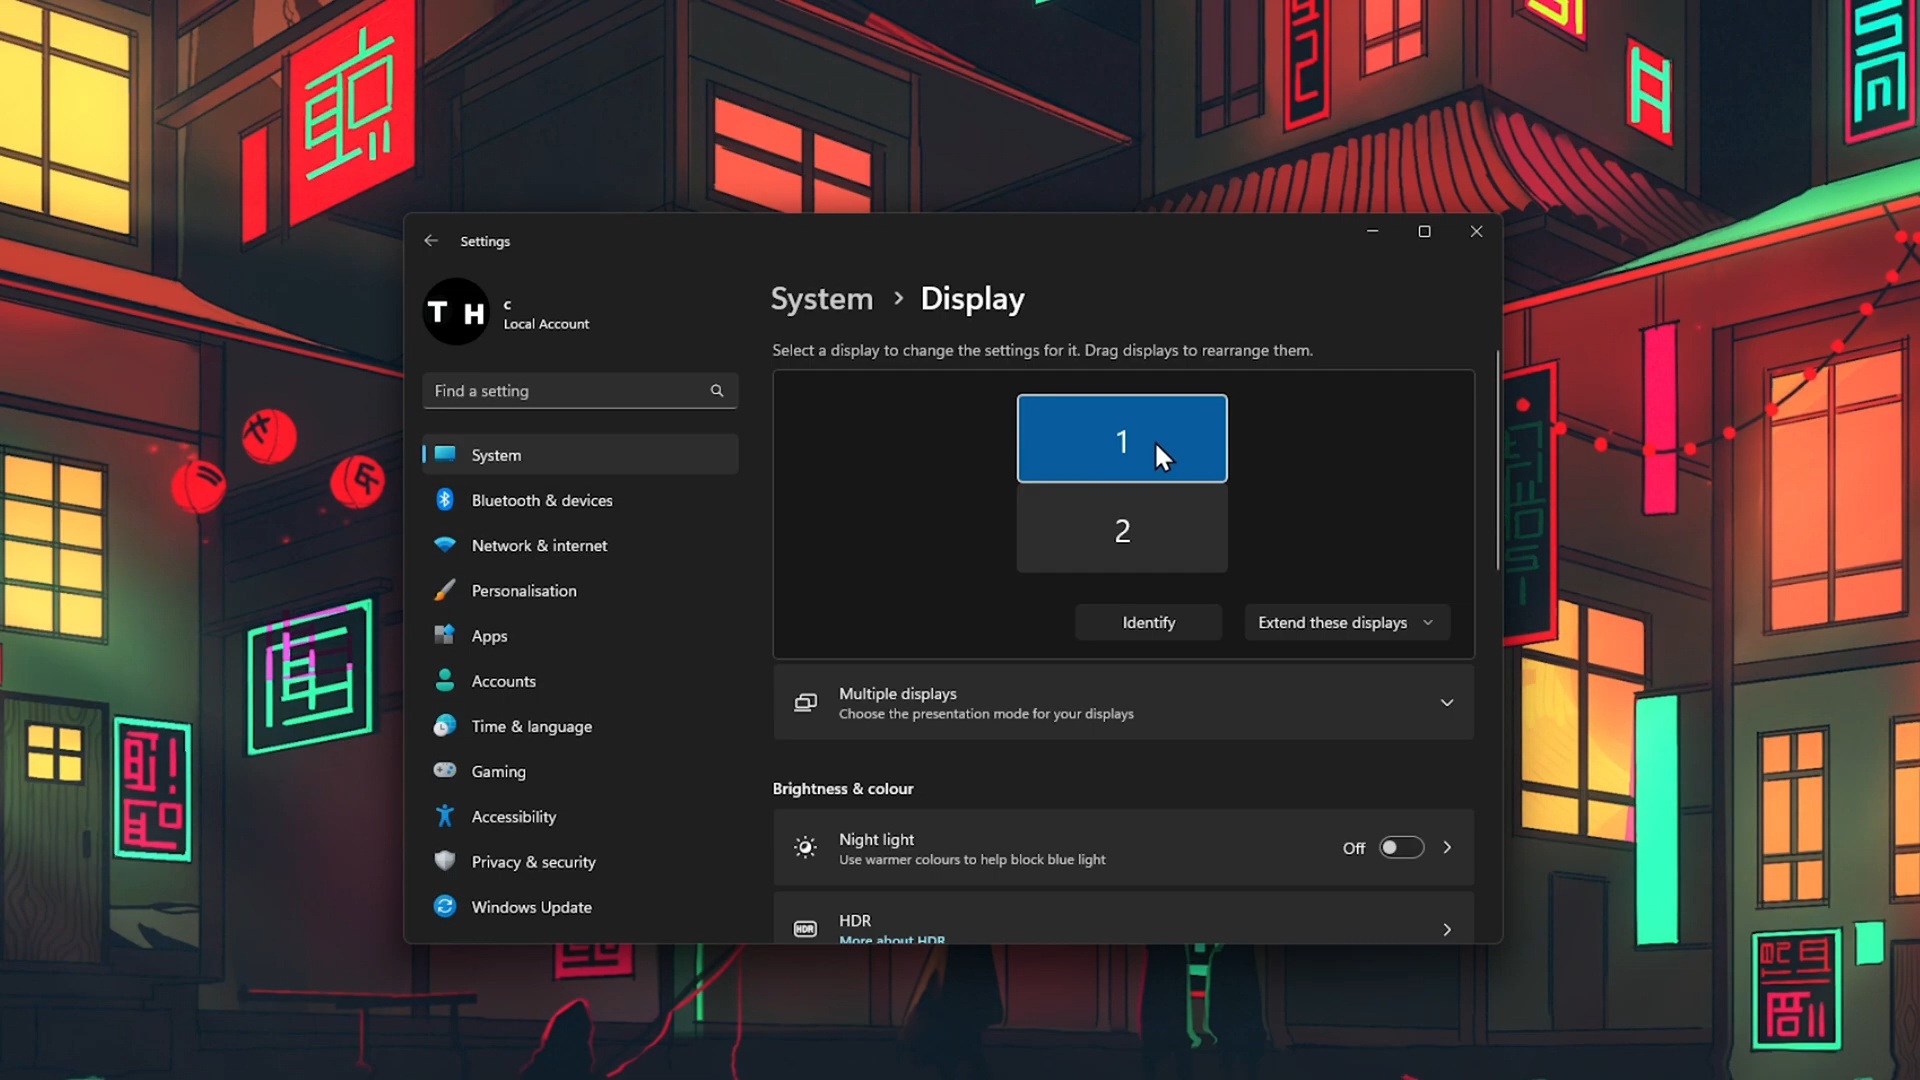 Settings
T H
c
Local Account
Find a setting
System
Bluetooth & devices
Network & internet
Personalisation
Apps
Accounts
Time & language
Gaming
Accessibility
Privacy & security
Windows Update
System > Display
Select a display to change the settings for it. Drag displays to rearrange them.
1
2
Identify
Extend these displays
Multiple displays
Choose the presentation mode for your displays
Brightness & colour
Night light
Use warmer colours to help block blue light
Off
HDR
HDR
More about HDR